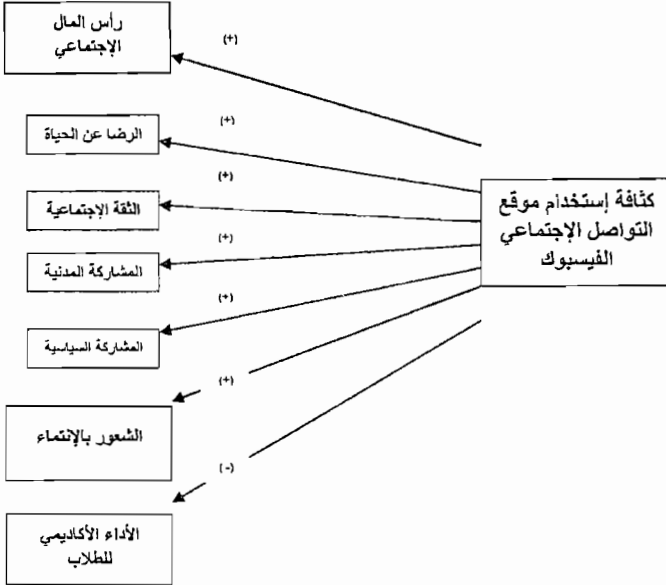 رأس المال
الإجتماعي
(+)
الرضا عن الحياة
(+)
الثقة الإجتماعية
(+)
كثافة إستخدام موقع
التواصل الإجتماعي
الفيسبوك
المشاركة المدنية
(+)
المشاركة السياسية
(+)
الشعور بالإنتماء
(+)
الأداء الأكاديمي
للطلاب
(-)